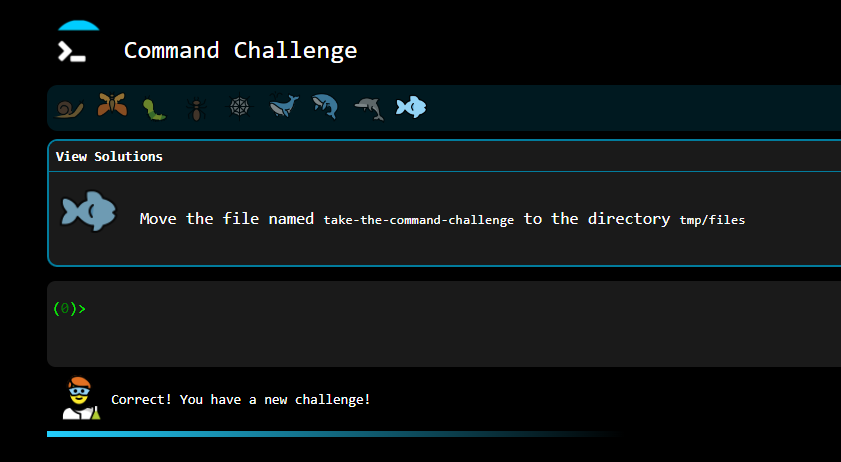 Command Challenge
View Solutions
Move the file named take-the-command-challenge to the directory tmp/files
(0)>
Correct! You have a new challenge!